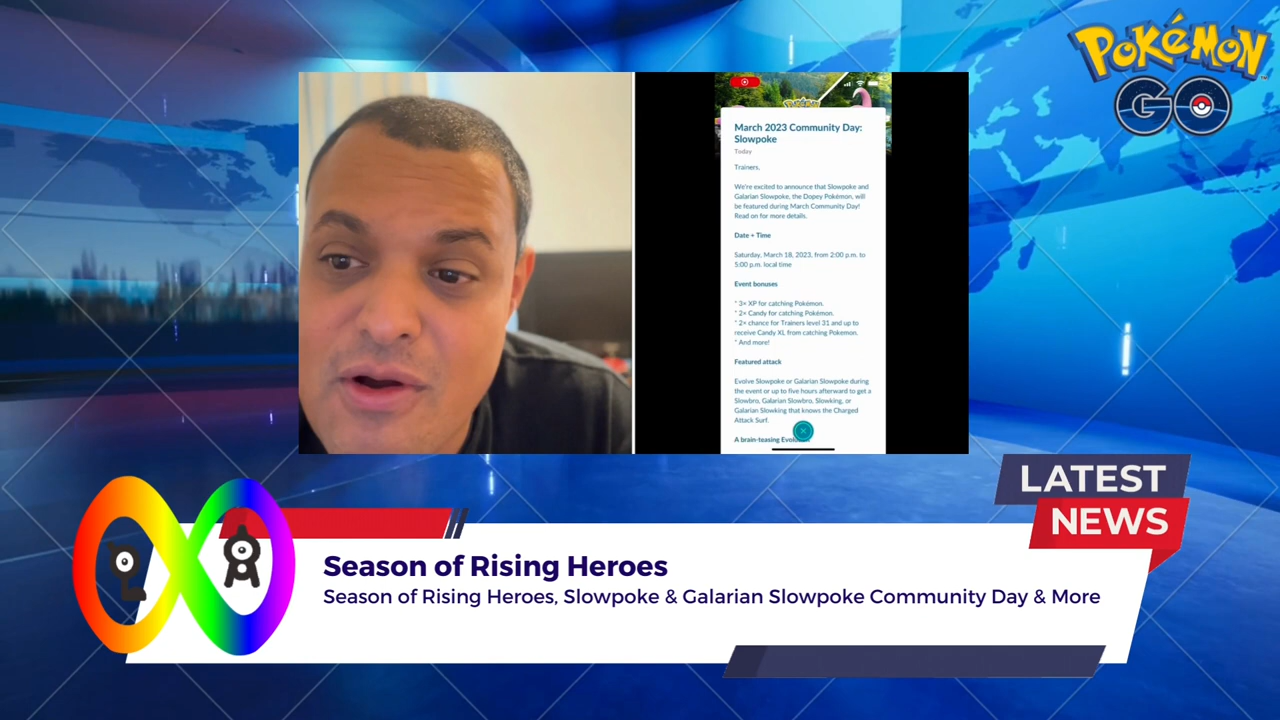 POKÉMON
GO
March 2023 Community Day:
Slowpoke
Today
Trainers,
We're excited to announce that Slowpoke and
Galarian Slowpoke, the Dopey Pokémon, will
be featured during March Community Day!
Read on for more details.
Date + Time
Saturday, March 18, 2023, from 2:00 p.m. to
5:00 p.m. local time
Event bonuses
* 3× XP for catching Pokémon.
* 2× Candy for catching Pokémon.
* 2× chance for Trainers level 31 and up to
receive Candy XL from catching Pokemon.
* And more!
Featured attack
Evolve Slowpoke or Galarian Slowpoke during
the event or up to five hours afterward to get a
Slowbro, Galarian Slowbro, Slowking, or
Galarian Slowking that knows the Charged
Attack Surf.
A brain-teasing
LATEST
NEWS
Season of Rising Heroes
Season of Rising Heroes, Slowpoke & Galarian Slowpoke Community Day & More